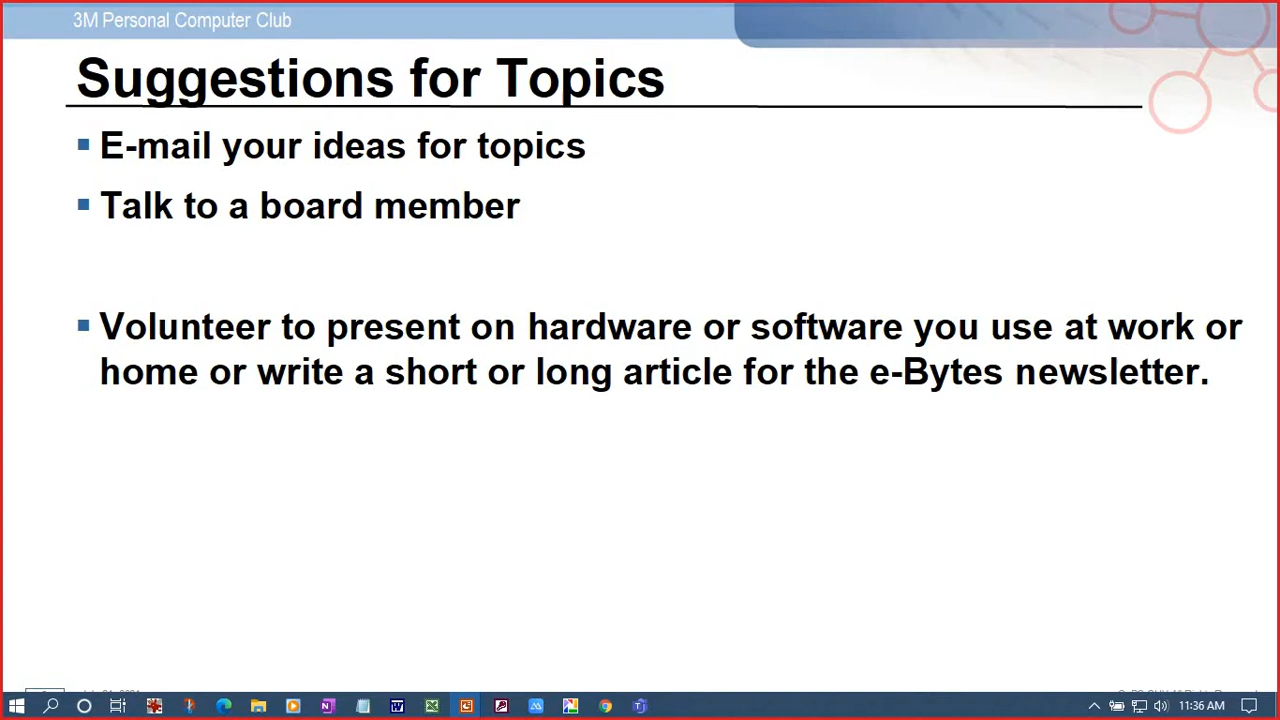 3M Personal Computer Club
Suggestions for Topics
E-mail your ideas for topics
Talk to a board member
Volunteer to present on hardware or software you use at work or
home or write a short or long article for the e-Bytes newsletter.
11:36 AM